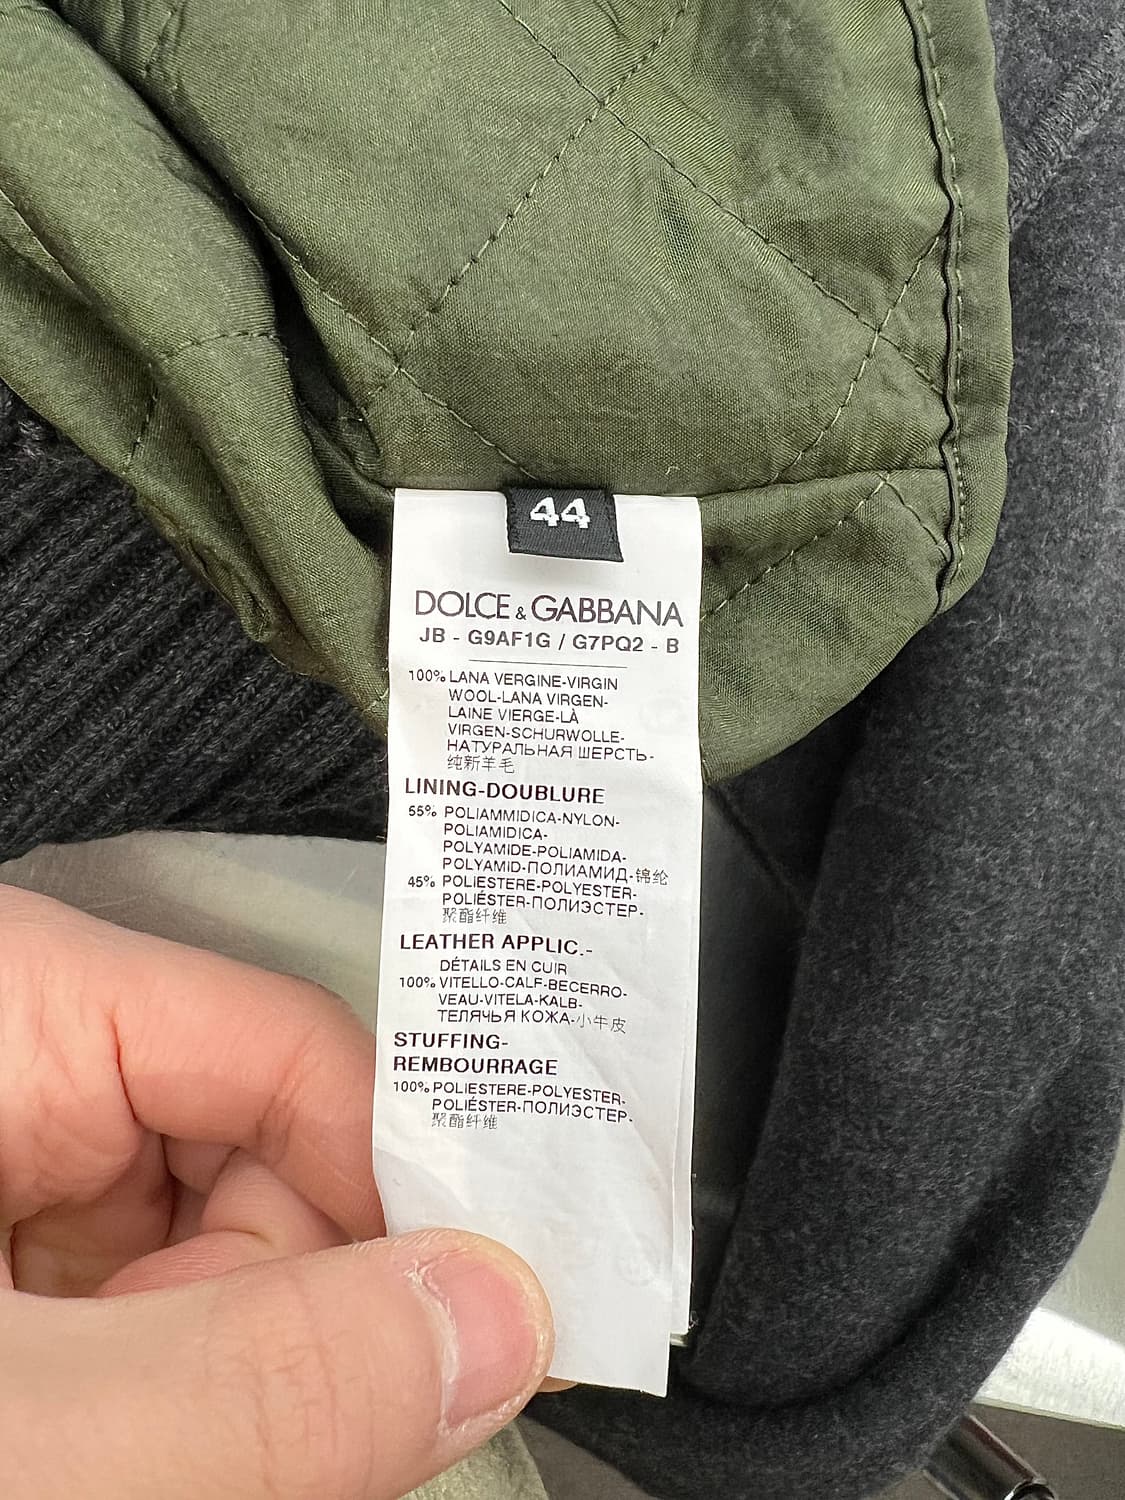 44
DOLCE & GABBANA
JB - G9AF1G / G7PQ2 - B
100% LANA VERGINE-VIRGIN
WOOL-LANA VIRGEN-
LAINE VIERGE-LÀ
VIRGEN-SCHURWOLLE-
НАТУРАЛЬНАЯ ШЕРСТЬ-
纯新羊毛
LINING-DOUBLURE
55% POLIAMMIDICA-NYLON-
POLIAMIDICA-
POLYAMIDE-POLIAMIDA-
POLYAMID-ПОЛИАМИД-锦纶
45% POLIESTERE-POLYESTER-
POLIÉSTER-ПОЛИЭСТЕР-
聚酯纤维
LEATHER APPLIC.-
DÉTAILS EN CUIR
100% VITELLO-CALF-BECERRO-
VEAU-VITELA-KALB-
ТЕЛЯЧЬЯ КОЖА-小牛皮
STUFFING-
REMBOURRAGE
100% POLIESTERE-POLYESTER-
POLIÉSTER-ПОЛИЭСТЕР-
聚酯纤维